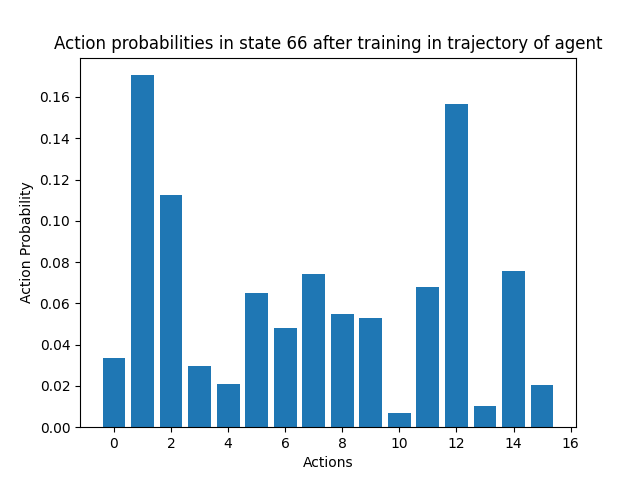 Action probabilities in state 66 after training in trajectory of agent
0.16
0.14
0.12
0.10
0.08
0.06
0.04
0.02
0.00
Action Probability
0 2 4 6 8 10 12 14 16
Actions